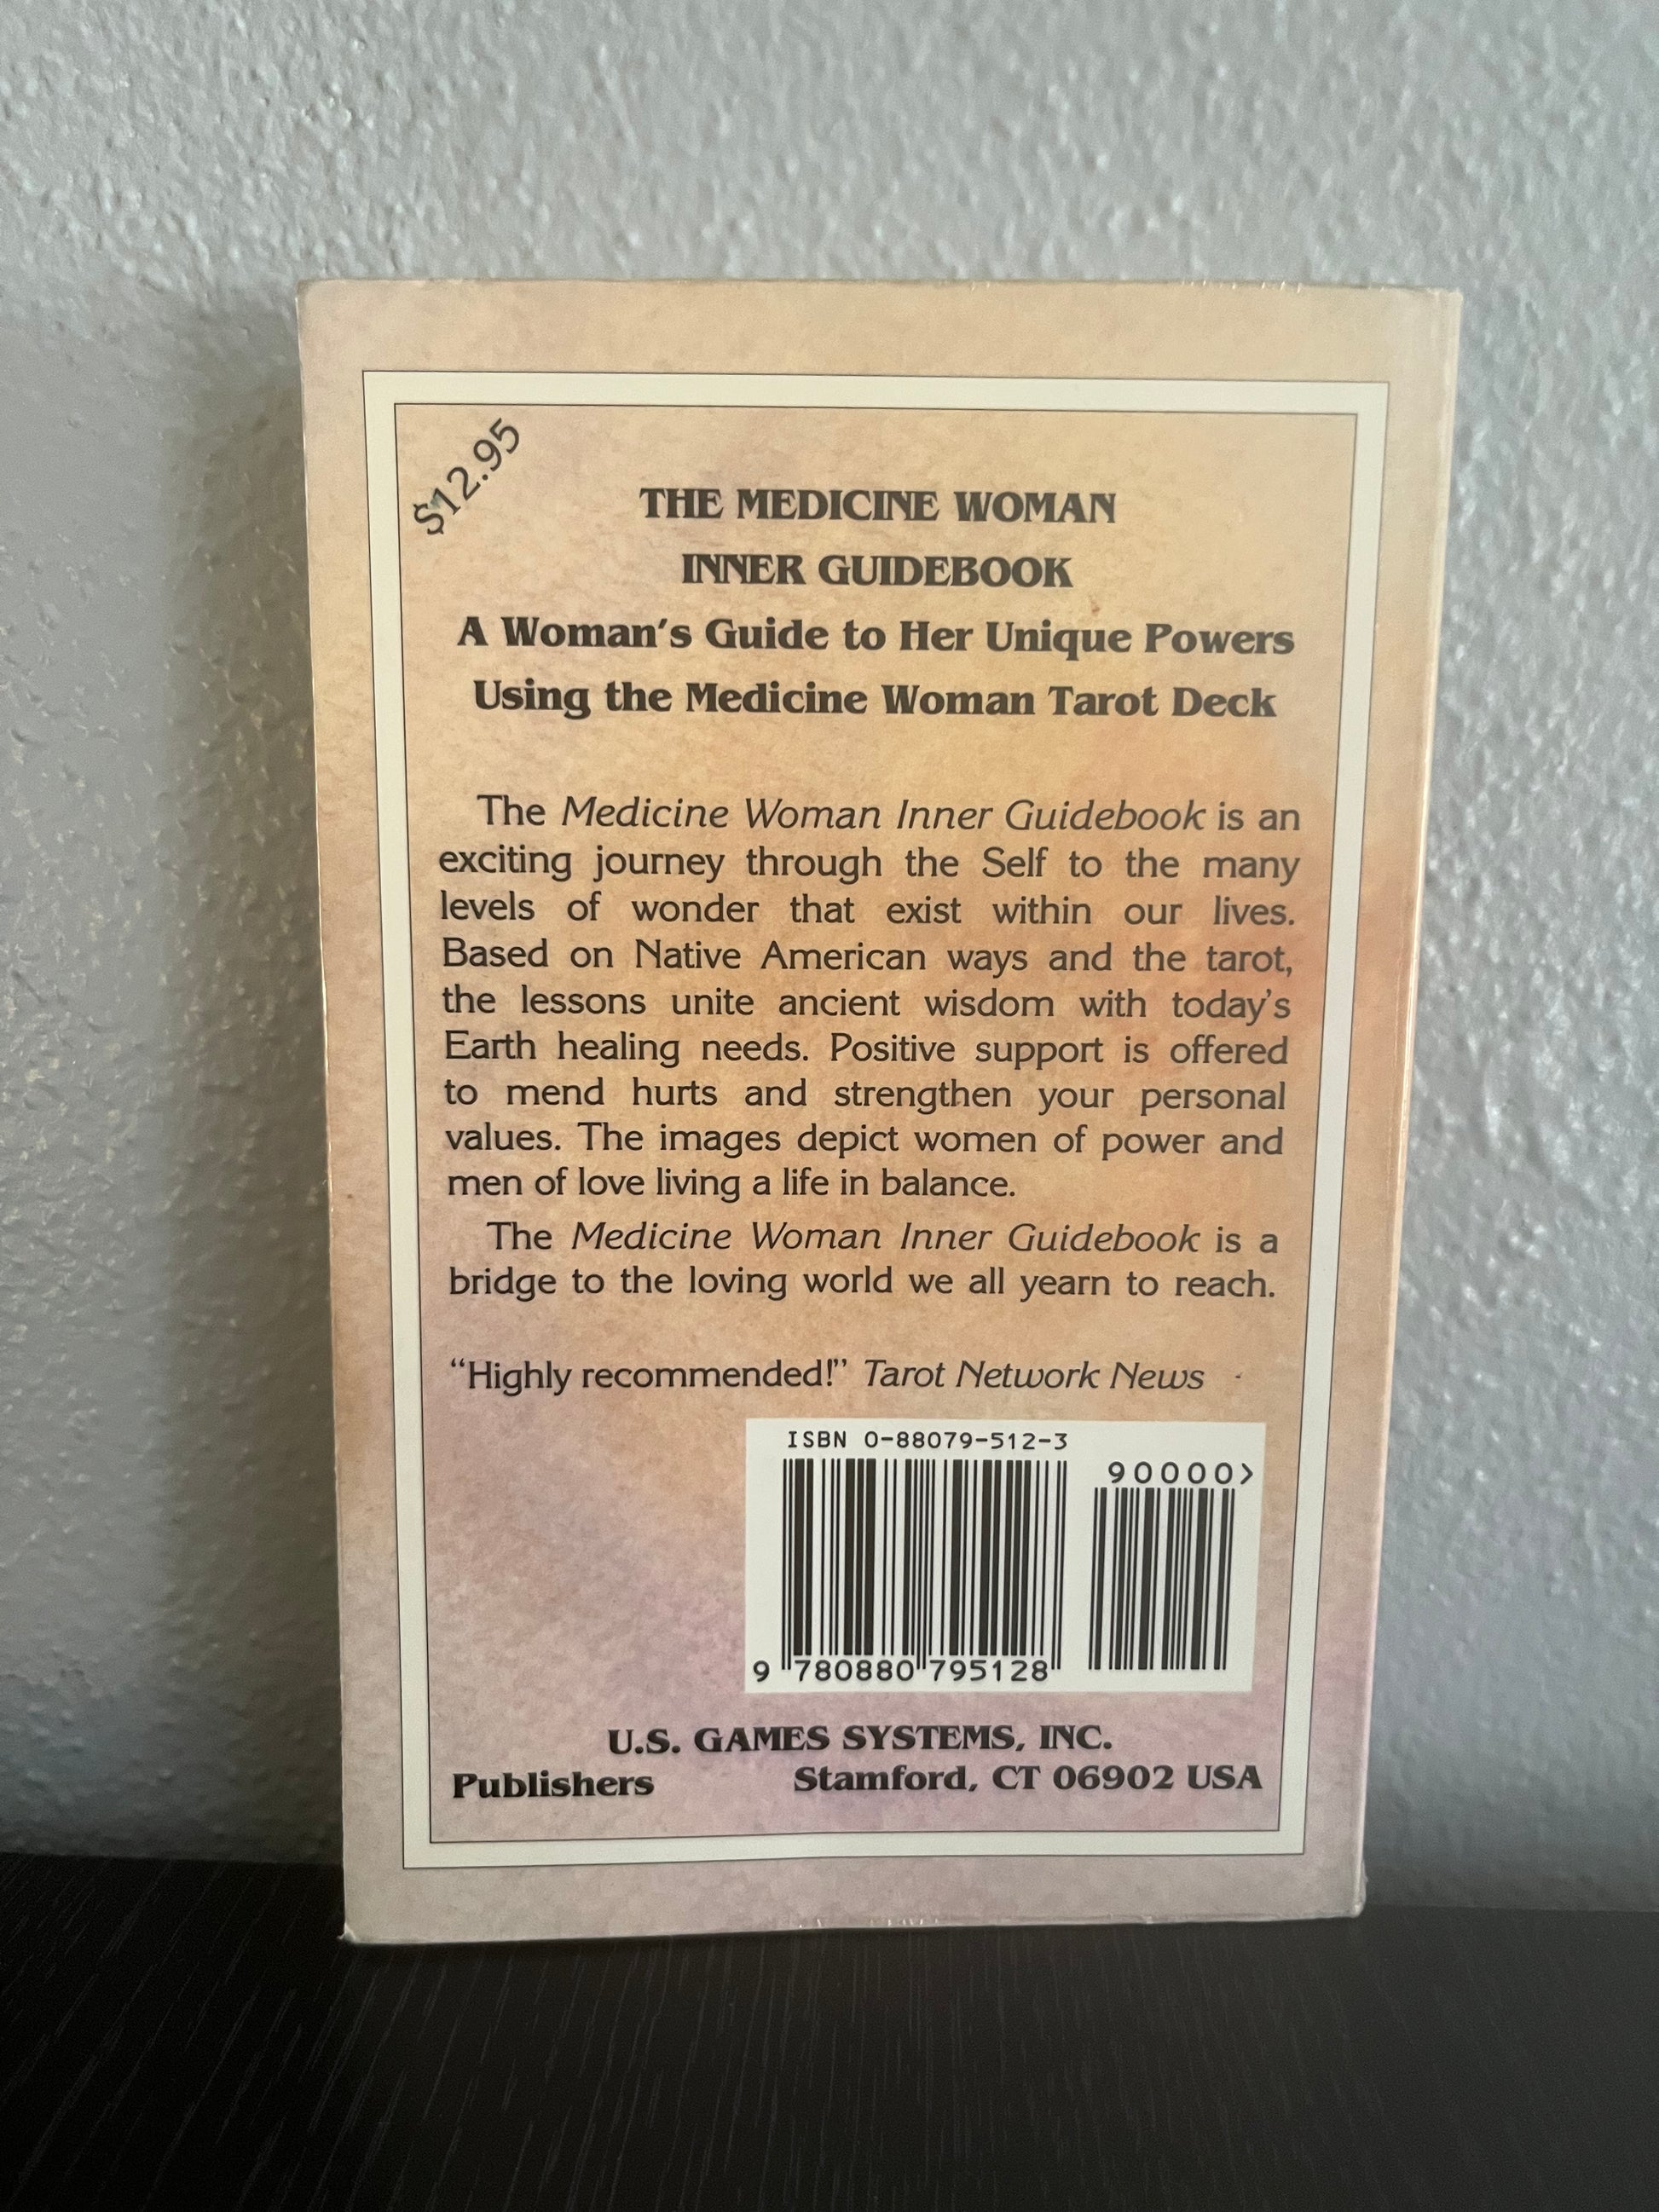 $12.95
THE MEDICINE WOMAN
INNER GUIDEBOOK
A Woman's Guide to Her Unique Powers
Using the Medicine Woman Tarot Deck
The Medicine Woman Inner Guidebook is an
exciting journey through the Self to the many
levels of wonder that exist within our lives.
Based on Native American ways and the tarot,
the lessons unite ancient wisdom with today's
Earth healing needs. Positive support is offered
to mend hurts and strengthen your personal
values. The images depict women of power and
men of love living a life in balance.
The Medicine Woman Inner Guidebook is a
bridge to the loving world we all yearn to reach.
“Highly recommended!” Tarot Network News
ISBN 0-88079-512-3
90000>
9 780880 795128
U.S. GAMES SYSTEMS, INC.
Publishers Stamford, CT 06902 USA